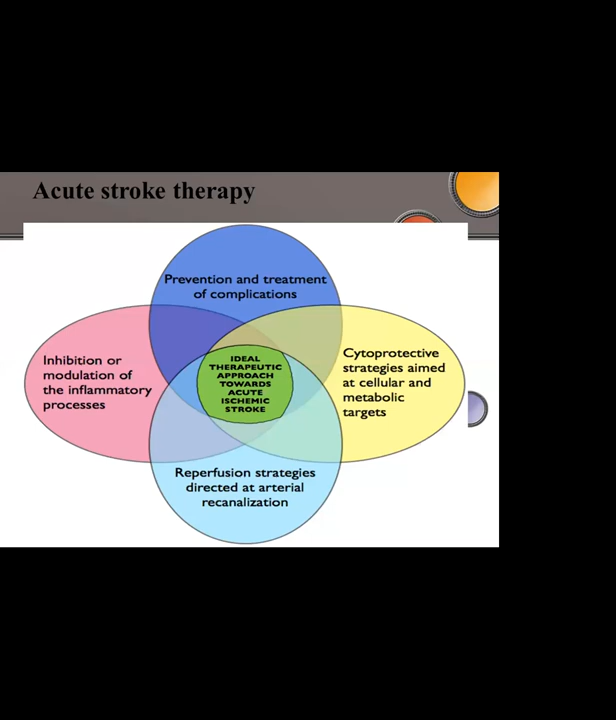 Acute stroke therapy
Prevention and treatment
of complications
Inhibition or
modulation of
the inflammatory
processes
IDEAL
THERAPEUTIC
APPROACH
TOWARDS
ACUTE
ISCHEMIC
STROKE
Cytoprotective
strategies aimed
at cellular and
metabolic
targets
Reperfusion strategies
directed at arterial
recanalization